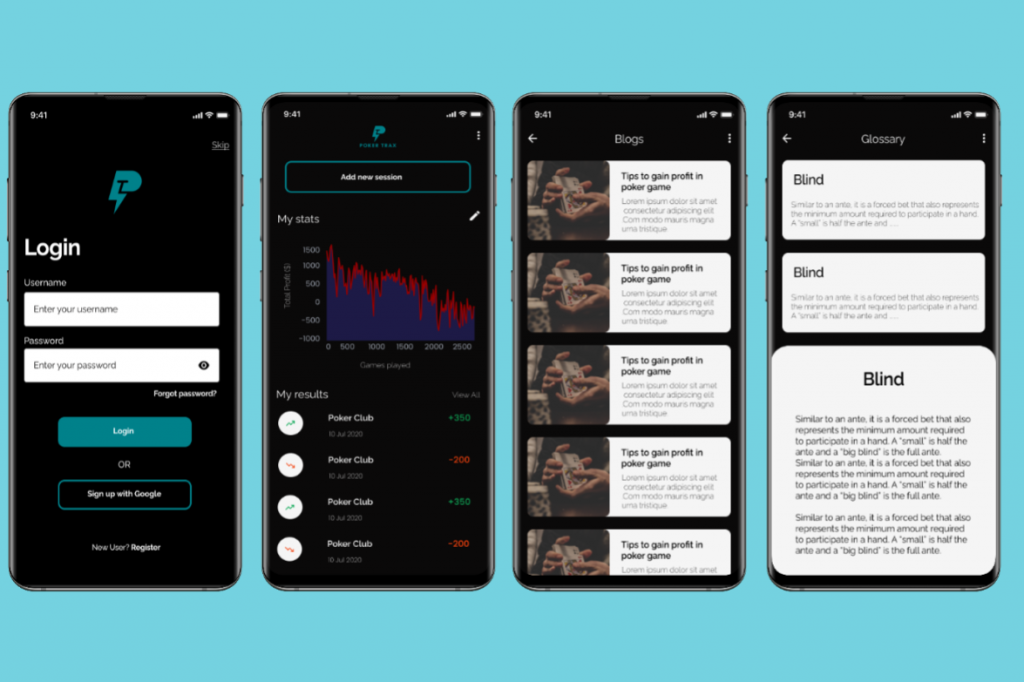 9:41
Skip
Login
Username
Enter your username
Password
Enter your password
Forgot password?
Login
OR
Sign up with Google
New User? Register
9:41
POKER TRAX
Add new session
My stats
Total Profit ($)
1500
1000
500
0
-500
-1000
0 500 1000 1500 2000 2500
Games played
My results
View All
Poker Club +350
10 Jul 2020
Poker Club -200
10 Jul 2020
Poker Club +350
10 Jul 2020
Poker Club -200
10 Jul 2020
9:41
Blogs
Tips to gain profit in
poker game
Lorem ipsum dolor sit amet
consectetur adipiscing elit
Com modo mauris magna
urna tristique
Tips to gain profit in
poker game
Lorem ipsum dolor sit amet
consectetur adipiscing elit
Com modo mauris magna
urna tristique
Tips to gain profit in
poker game
Lorem ipsum dolor sit amet
consectetur adipiscing elit
Com modo mauris magna
urna tristique
Tips to gain profit in
poker game
Lorem ipsum dolor sit amet
consectetur adipiscing elit
Com modo mauris magna
urna tristique
Tips to gain profit in
poker game
Lorem ipsum dolor sit amet
9:41
Glossary
Blind
Similar to an ante, it is a forced bet that also represents
the minimum amount required to participate in a hand.
A "small" is half the ante and ....
Blind
Similar to an ante, it is a forced bet that also represents
the minimum amount required to participate in a hand.
A "small" is half the ante and ....
Blind
Similar to an ante, it is a forced bet that also
represents the minimum amount required
to participate in a hand. A "small" is half the
ante and a "big blind" is the full ante.
Similar to an ante, it is a forced bet that also
represents the minimum amount required
to participate in a hand. A "small" is half the
ante and a "big blind" is the full ante.
Similar to an ante, it is a forced bet that also
represents the minimum amount required
to participate in a hand. A "small" is half the
ante and a "big blind" is the full ante.